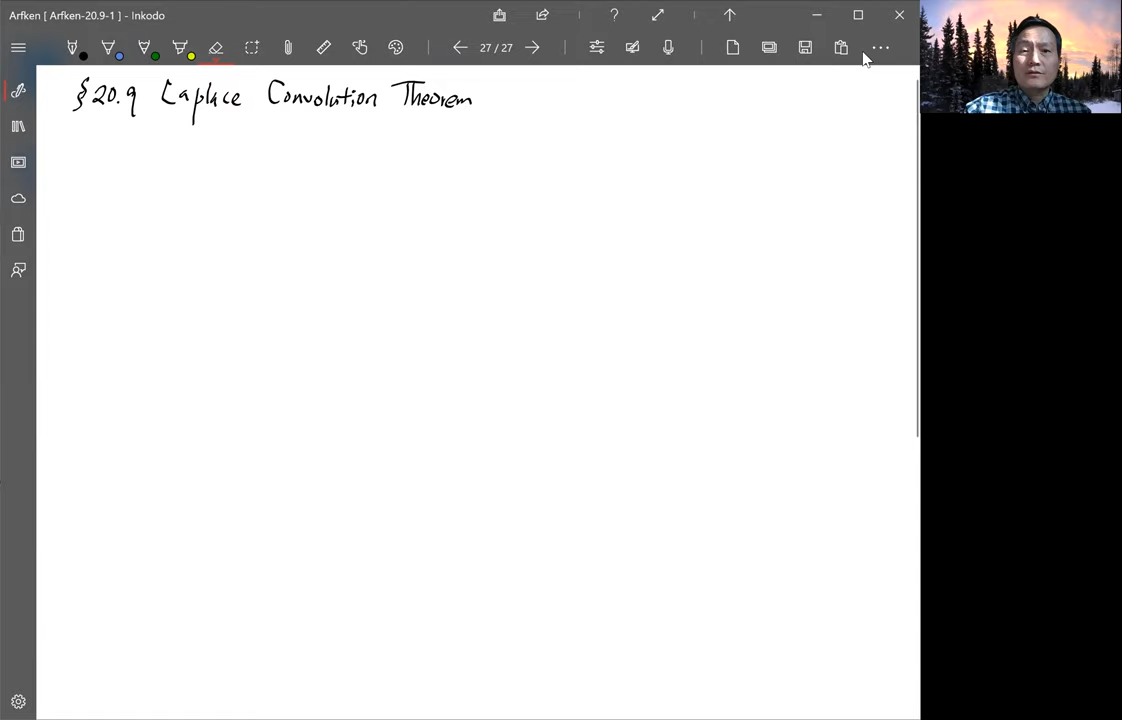 Arfken [ Arfken-20.9-1 ] - Inkodo
27 / 27
§20.9 Laplace Convolution Theorem